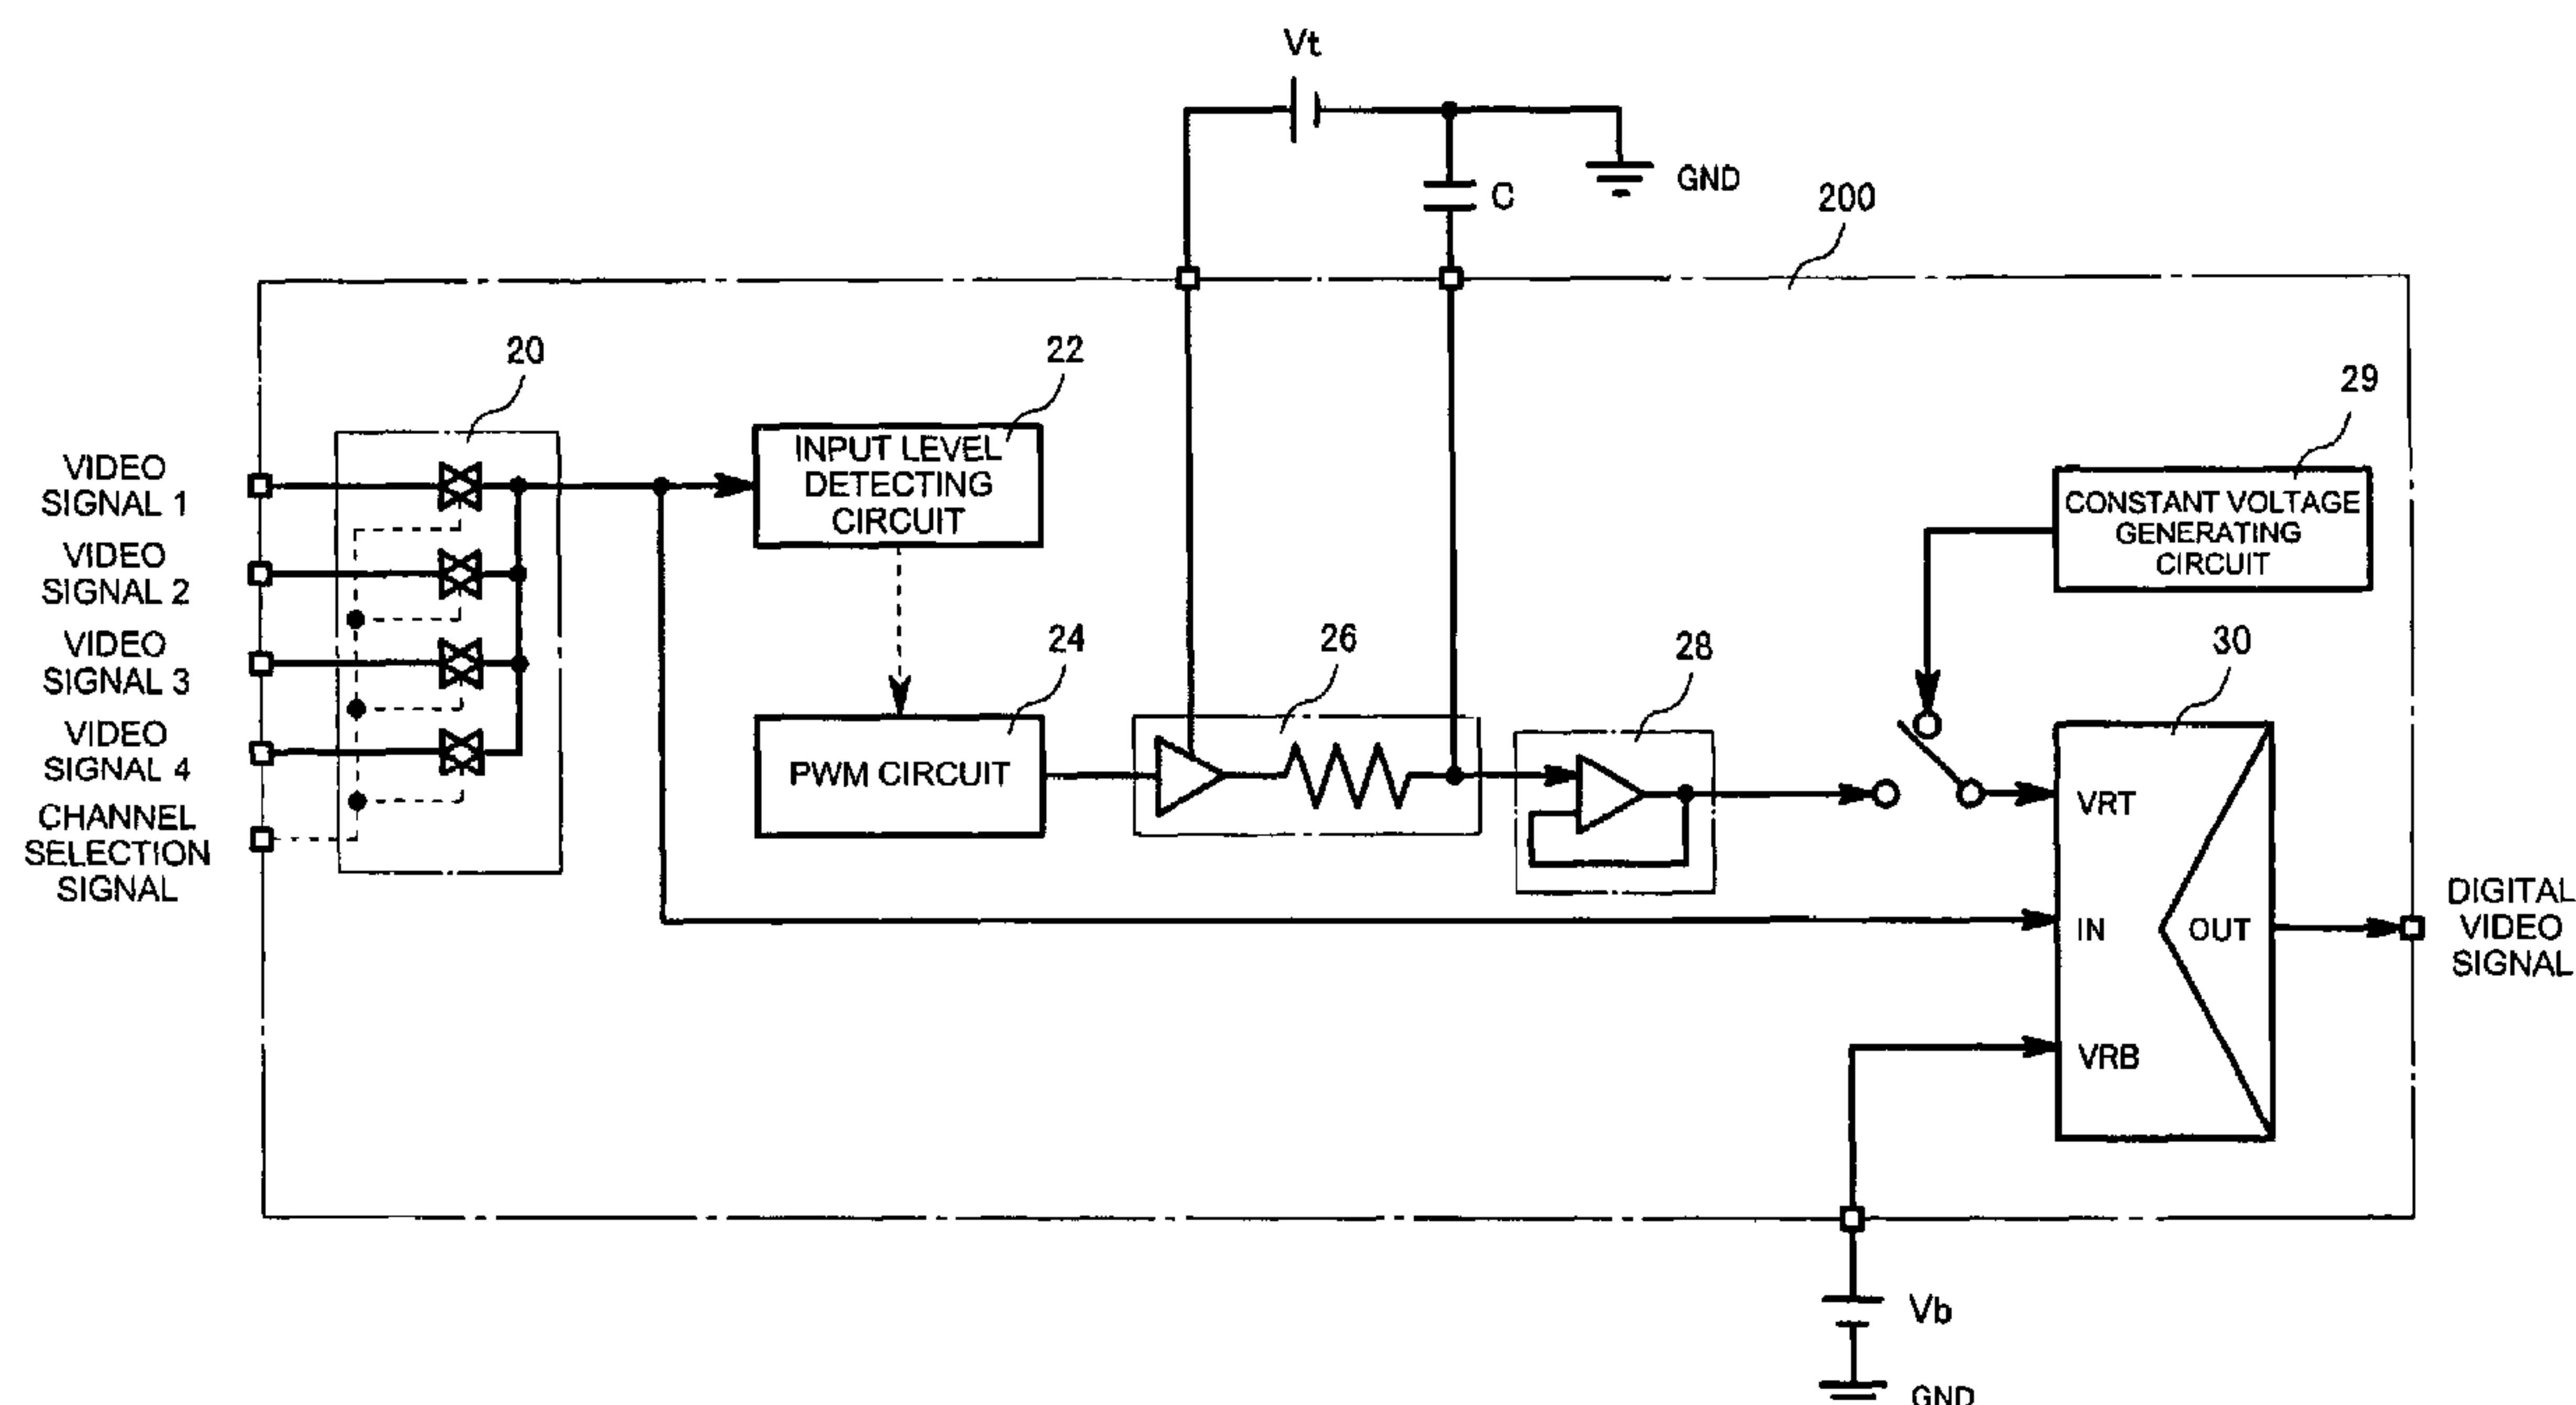 Vt
GND
C
200
20
22
29
VIDEO
SIGNAL 1
INPUT LEVEL
DETECTING
CIRCUIT
CONSTANT VOLTAGE
GENERATING
CIRCUIT
VIDEO
SIGNAL 2
VIDEO
SIGNAL 3
24
26
28
30
VIDEO
SIGNAL 4
PWM CIRCUIT
VRT
CHANNEL
SELECTION
SIGNAL
IN
OUT
DIGITAL
VIDEO
SIGNAL
VRB
Vb
GND